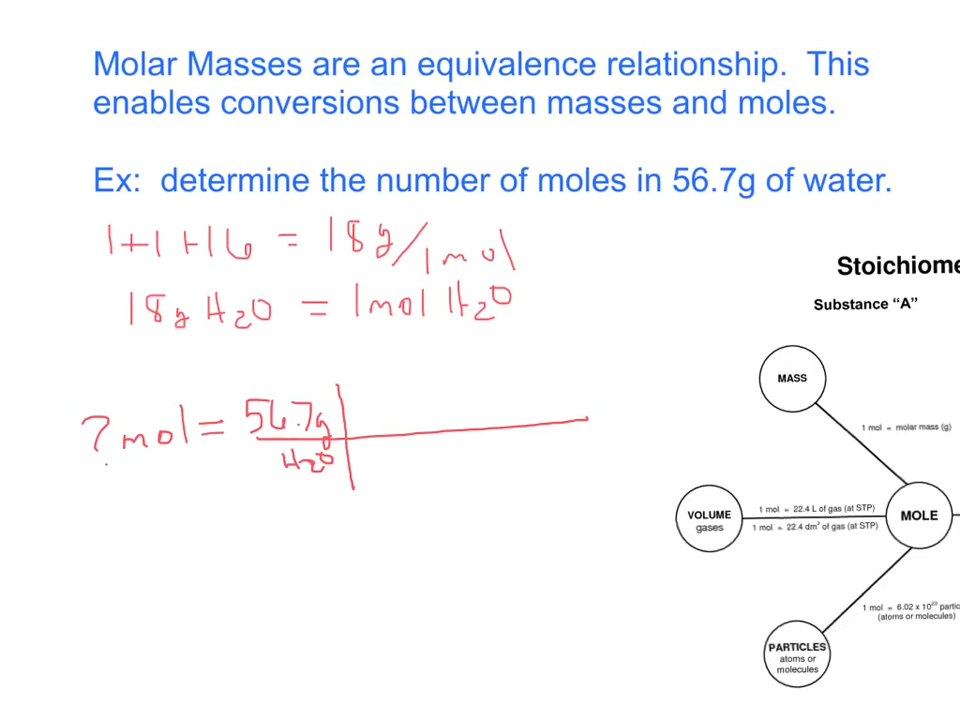 Molar Masses are an equivalence relationship. This
enables conversions between masses and moles.
Ex: determine the number of moles in 56.7g of water.
1+1+16 = 18g/1mol
18g H2O = 1mol H2O
? mol = 56.7g
H2O
Stoichiome
Substance “A”
MASS
1 mol = molar mass (g)
VOLUME
gases
1 mol = 22.4 L of gas (at STP)
1 mol = 22.4 dm³ of gas (at STP)
MOLE
1 mol = 6.02 x 10²³ partic
(atoms or molecules)
PARTICLES
atoms or
molecules